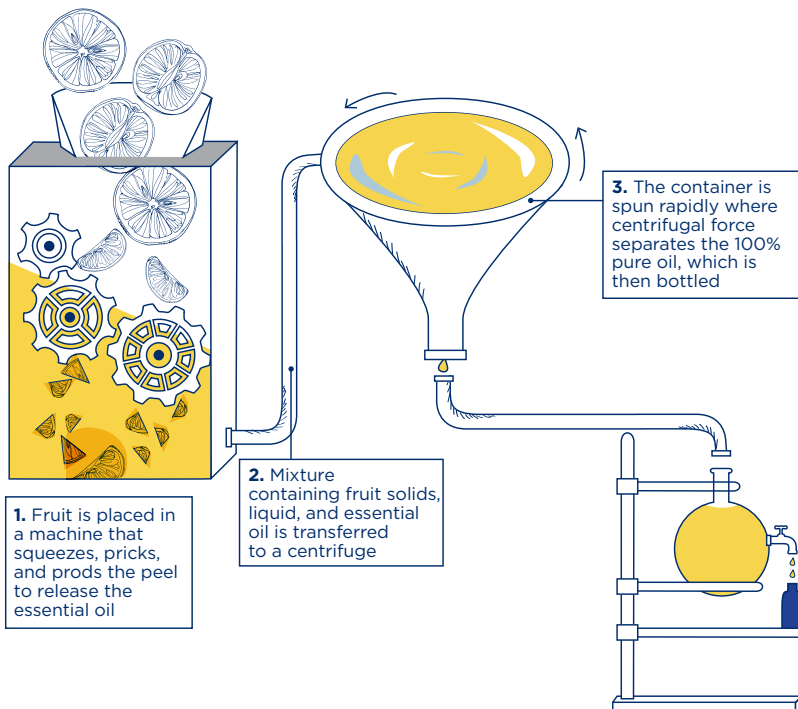 1. Fruit is placed in
a machine that
squeezes, pricks,
and prods the peel
to release the
essential oil
2. Mixture
containing fruit solids,
liquid, and essential
oil is transferred
to a centrifuge
3. The container is
spun rapidly where
centrifugal force
separates the 100%
pure oil, which is
then bottled